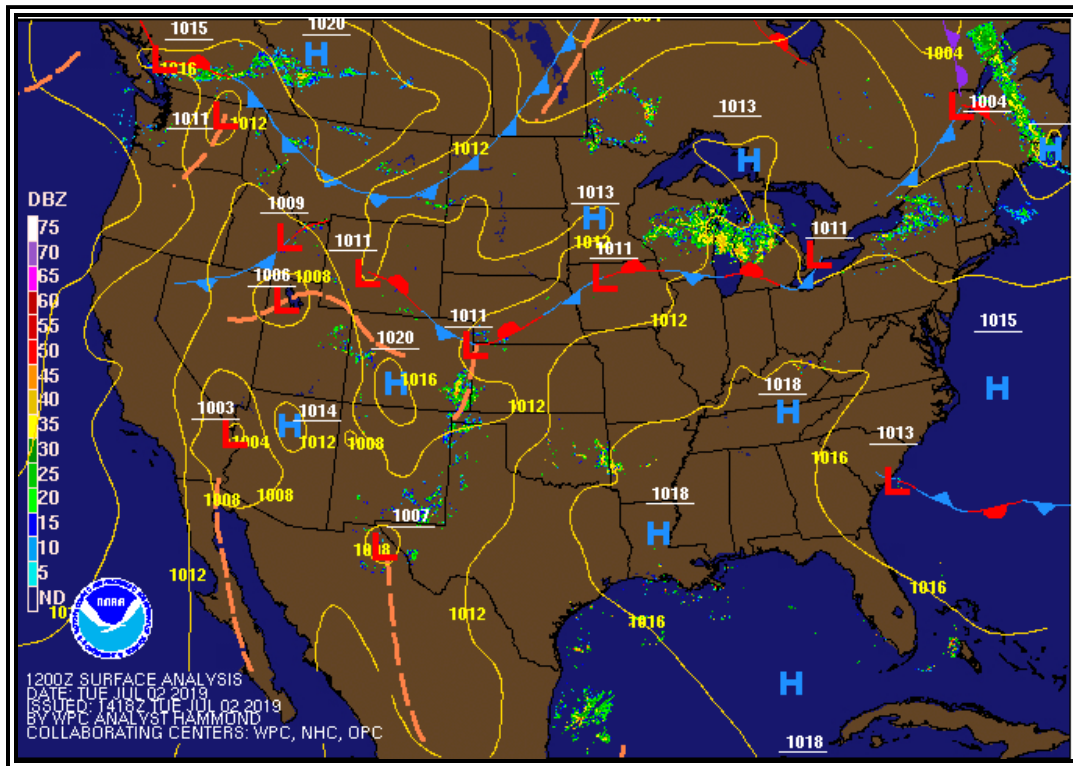 1015
1020
1004
1016
1004
1011
1012
1013
1004
1012
H
L
H
L
L
H
DBZ
75
70
65
60
55
50
45
40
35
30
25
20
15
10
5
ND
1009
1013
H
1012
1011
1011
1011
L
L
L
L
1006
1008
L
1011
1012
1015
L
1020
H
1016
1018
H
H
1003
1014
H
L
1004
1012
1008
1012
1013
1016
L
1008
1008
1018
H
1007
L
1008
1012
1012
1016
1016
NOAA
H
1018
1200Z SURFACE ANALYSIS
DATE: TUE JUL 02 2019
ISSUED: 1418Z TUE JUL 02 2019
BY WPC ANALYST HAMMOND
COLLABORATING CENTERS: WPC, NHC, OPC